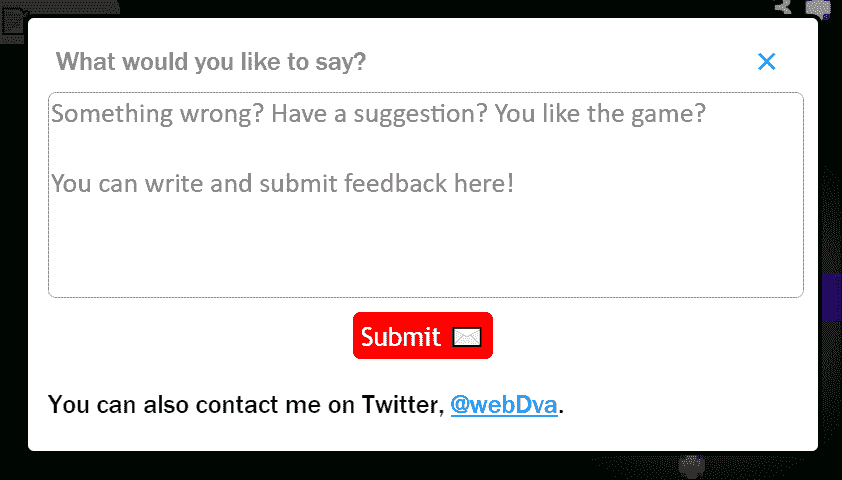 What would you like to say?
Something wrong? Have a suggestion? You like the game?
You can write and submit feedback here!
Submit
You can also contact me on Twitter, @webDva.